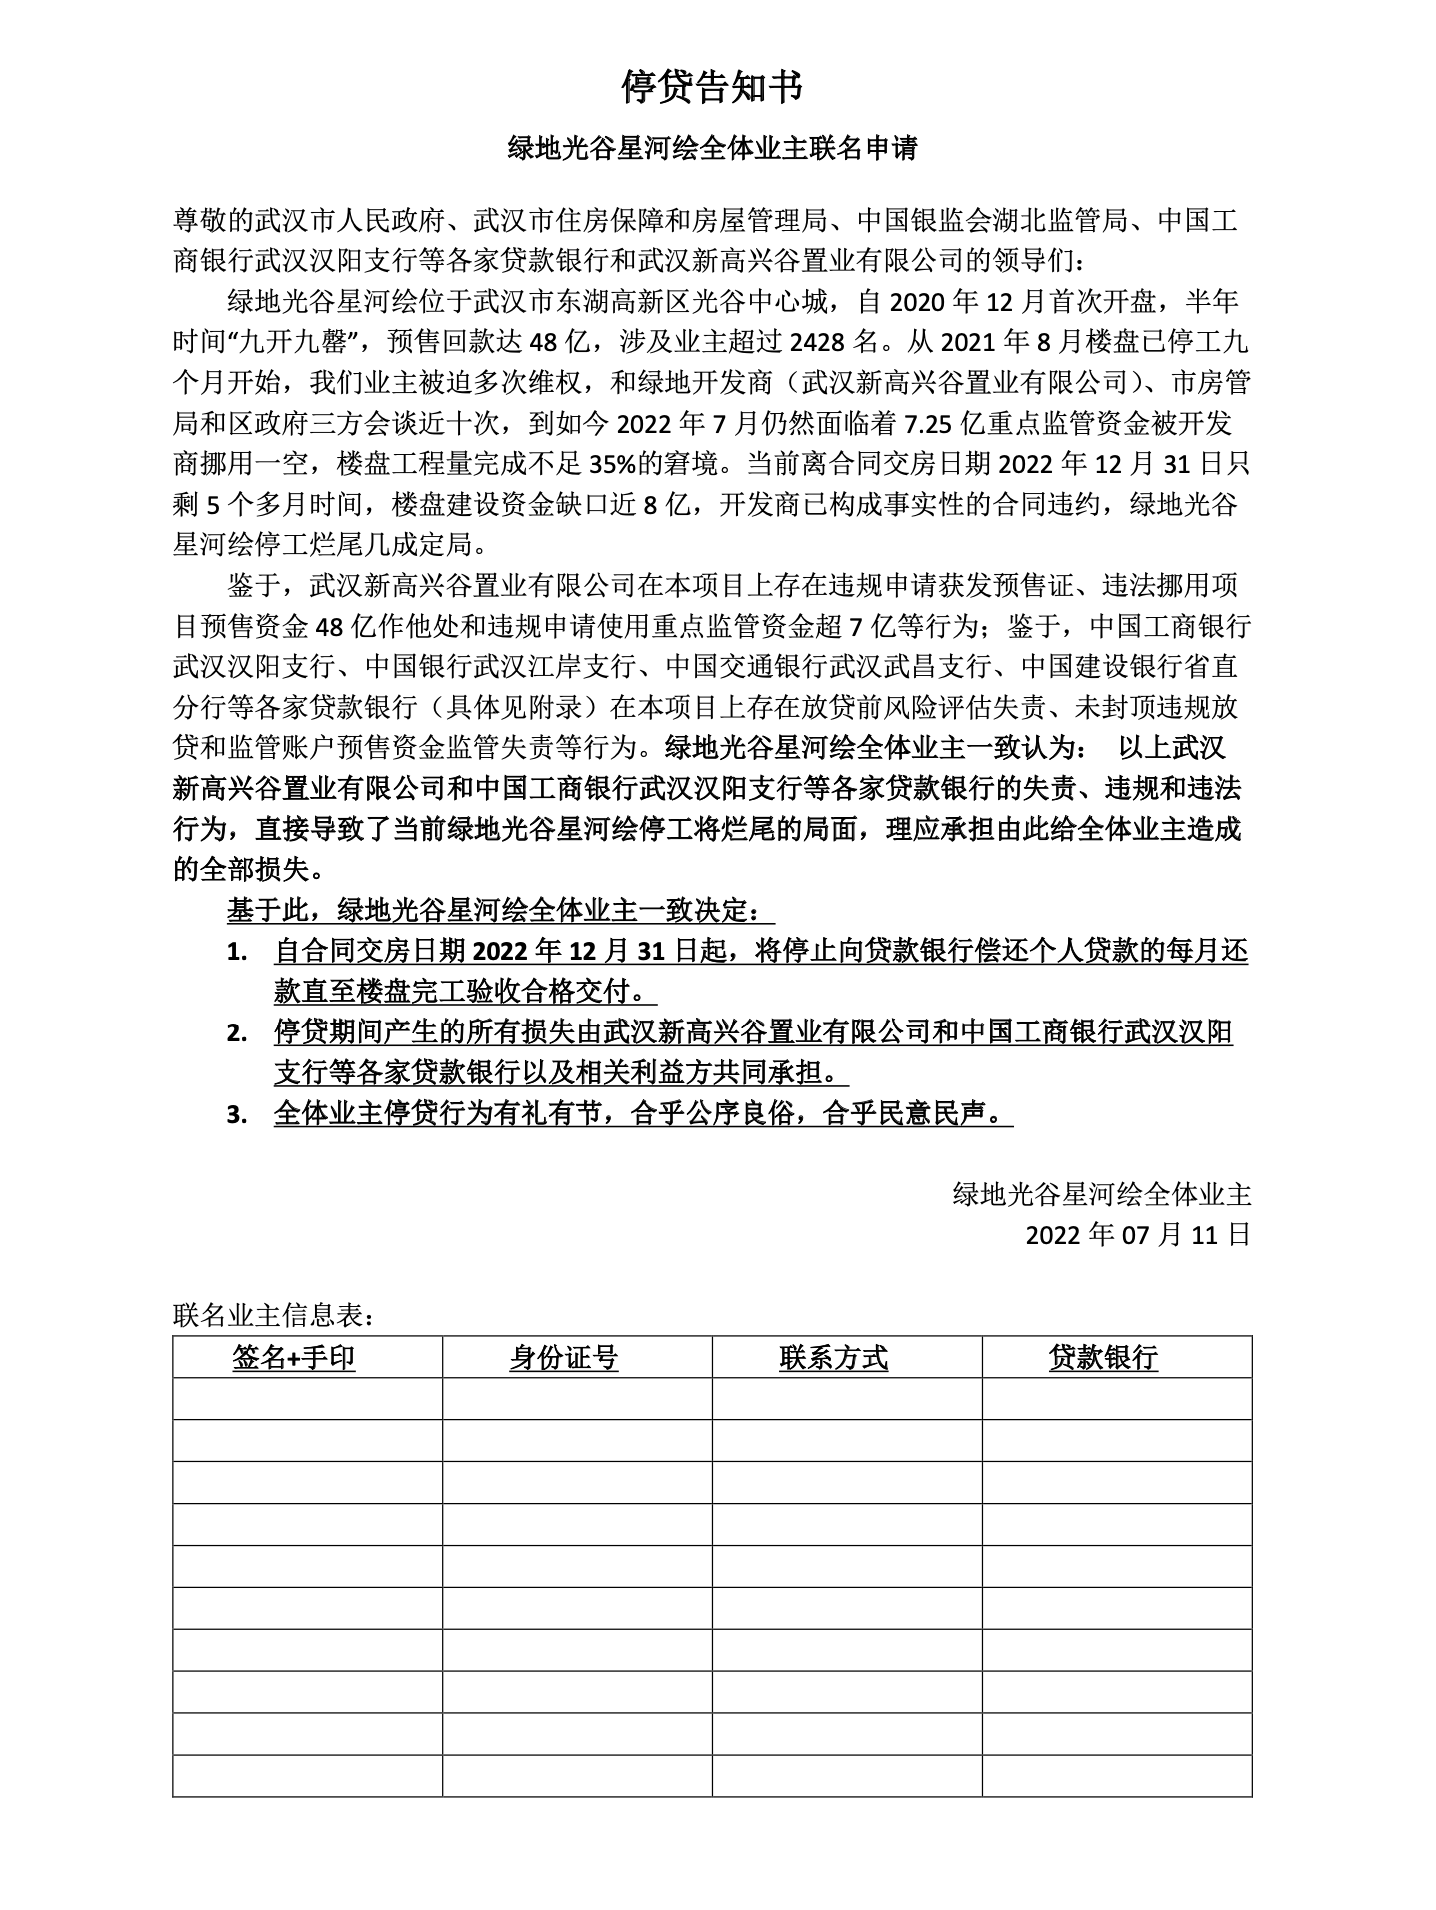 停贷告知书
绿地光谷星河绘全体业主联名申请
尊敬的武汉市人民政府、武汉市住房保障和房屋管理局、中国银监会湖北监管局、中国工
商银行武汉汉阳支行等各家贷款银行和武汉新高兴谷置业有限公司的领导们：
绿地光谷星河绘位于武汉市东湖高新区光谷中心城，自 2020 年 12 月首次开盘，半年
时间“九开九罄”，预售回款达 48 亿，涉及业主超过 2428 名。从 2021 年 8 月楼盘已停工九
个月开始，我们业主被迫多次维权，和绿地开发商（武汉新高兴谷置业有限公司）、市房管
局和区政府三方会谈近十次，到如今 2022 年 7 月仍然面临着 7.25 亿重点监管资金被开发
商挪用一空，楼盘工程量完成不足 35%的窘境。当前离合同交房日期 2022 年 12 月 31 日只
剩 5 个多月时间，楼盘建设资金缺口近 8 亿，开发商已构成事实性的合同违约，绿地光谷
星河绘停工烂尾几成定局。
鉴于，武汉新高兴谷置业有限公司在本项目上存在违规申请获发预售证、违法挪用项
目预售资金 48 亿作他处和违规申请使用重点监管资金超 7 亿等行为；鉴于，中国工商银行
武汉汉阳支行、中国银行武汉江岸支行、中国交通银行武汉武昌支行、中国建设银行省直
分行等各家贷款银行（具体见附录）在本项目上存在放贷前风险评估失责、未封顶违规放
贷和监管账户预售资金监管失责等行为。绿地光谷星河绘全体业主一致认为： 以上武汉
新高兴谷置业有限公司和中国工商银行武汉汉阳支行等各家贷款银行的失责、违规和违法
行为，直接导致了当前绿地光谷星河绘停工将烂尾的局面，理应承担由此给全体业主造成
的全部损失。
基于此，绿地光谷星河绘全体业主一致决定：
1. 自合同交房日期 2022 年 12 月 31 日起，将停止向贷款银行偿还个人贷款的每月还
款直至楼盘完工验收合格交付。
2. 停贷期间产生的所有损失由武汉新高兴谷置业有限公司和中国工商银行武汉汉阳
支行等各家贷款银行以及相关利益方共同承担。
3. 全体业主停贷行为有礼有节，合乎公序良俗，合乎民意民声。
绿地光谷星河绘全体业主
2022 年 07 月 11 日
联名业主信息表：
签名+手印 身份证号 联系方式 贷款银行